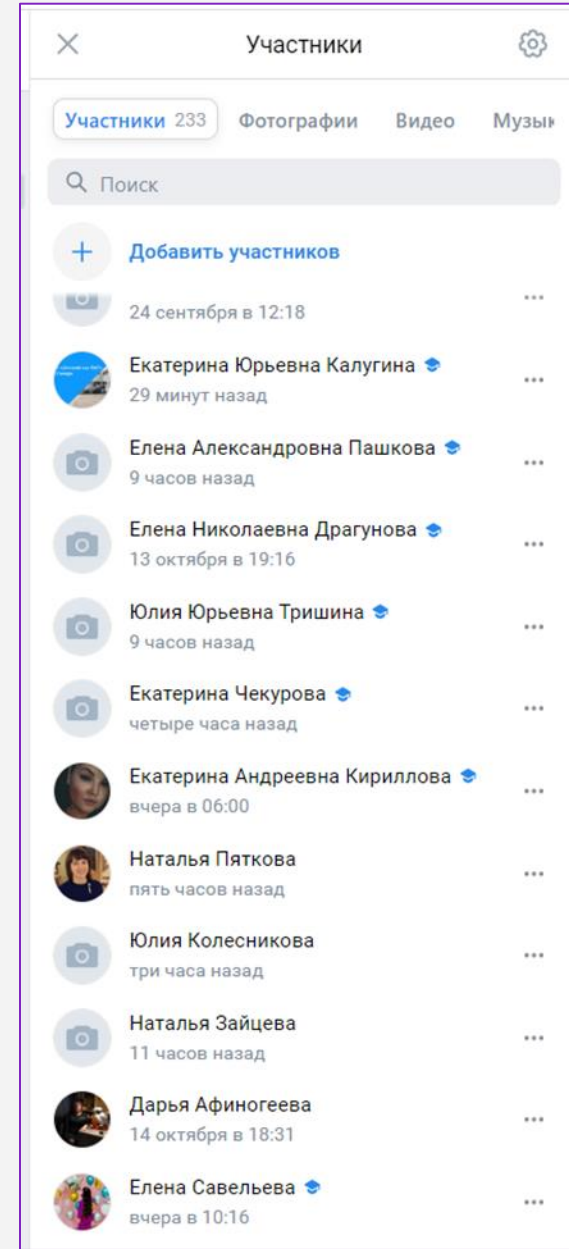 Участники
Участники 233 Фотографии Видео Музык
Поиск
Добавить участников
24 сентября в 12:18
Екатерина Юрьевна Калугина
29 минут назад
Елена Александровна Пашкова
9 часов назад
Елена Николаевна Драгунова
13 октября в 19:16
Юлия Юрьевна Тришина
9 часов назад
Екатерина Чекурова
четыре часа назад
Екатерина Андреевна Кириллова
вчера в 06:00
Наталья Пяткова
пять часов назад
Юлия Колесникова
три часа назад
Наталья Зайцева
11 часов назад
Дарья Афиногеева
14 октября в 18:31
Елена Савельева
вчера в 10:16